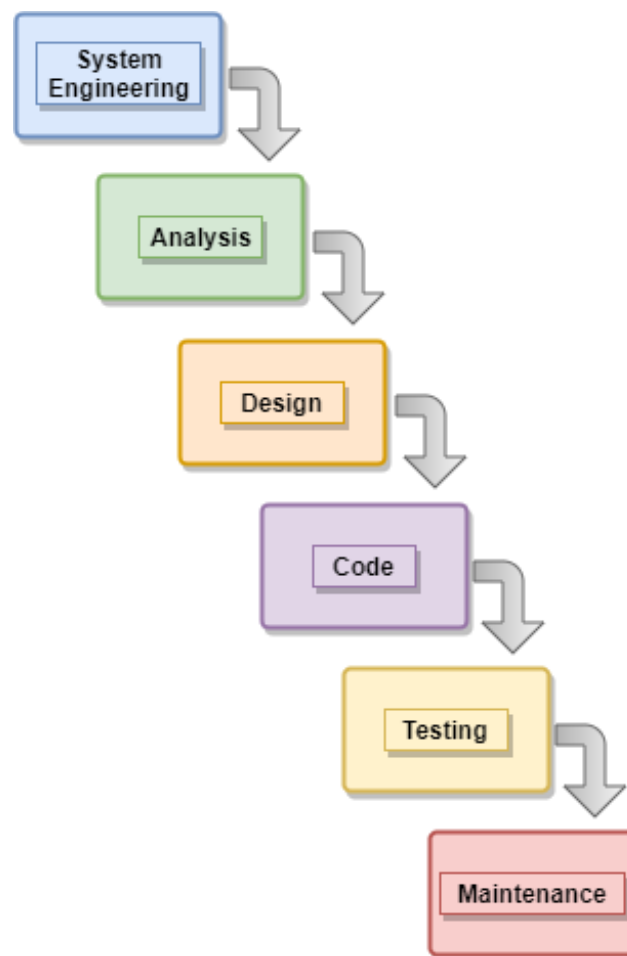 System
Engineering
Analysis
Design
Code
Testing
Maintenance